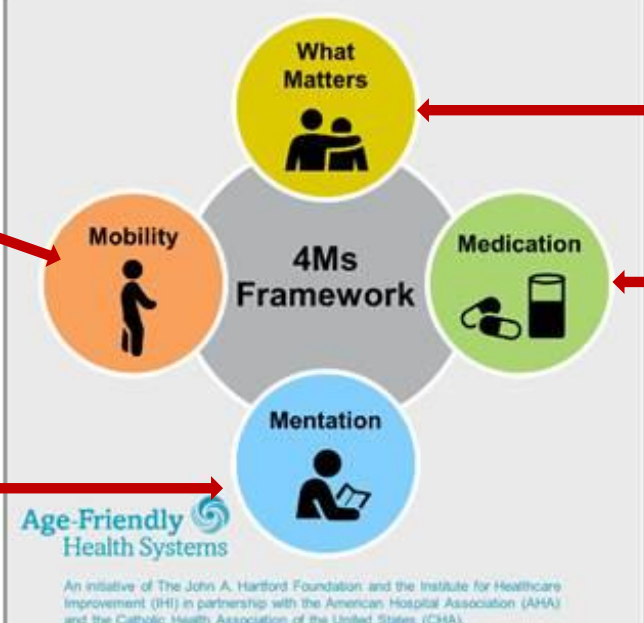 What
Matters
Mobility
4Ms
Framework
Medication
Mentation
Age-Friendly
Health Systems
An initiative of The John A. Hartford Foundation and the Institute for Healthcare
Improvement (IHI) in partnership with the American Hospital Association (AHA)
and the Catholic Health Association of the United States (CHA).